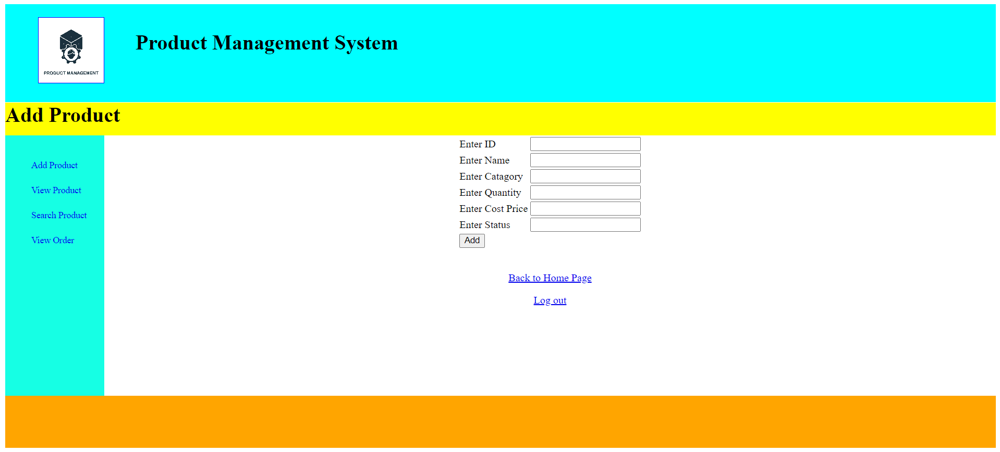 PRODUCT MANAGEMENT
Product Management System
Add Product
Add Product
View Product
Search Product
View Order
Enter ID
Enter Name
Enter Catagory
Enter Quantity
Enter Cost Price
Enter Status
Add
Back to Home Page
Log out